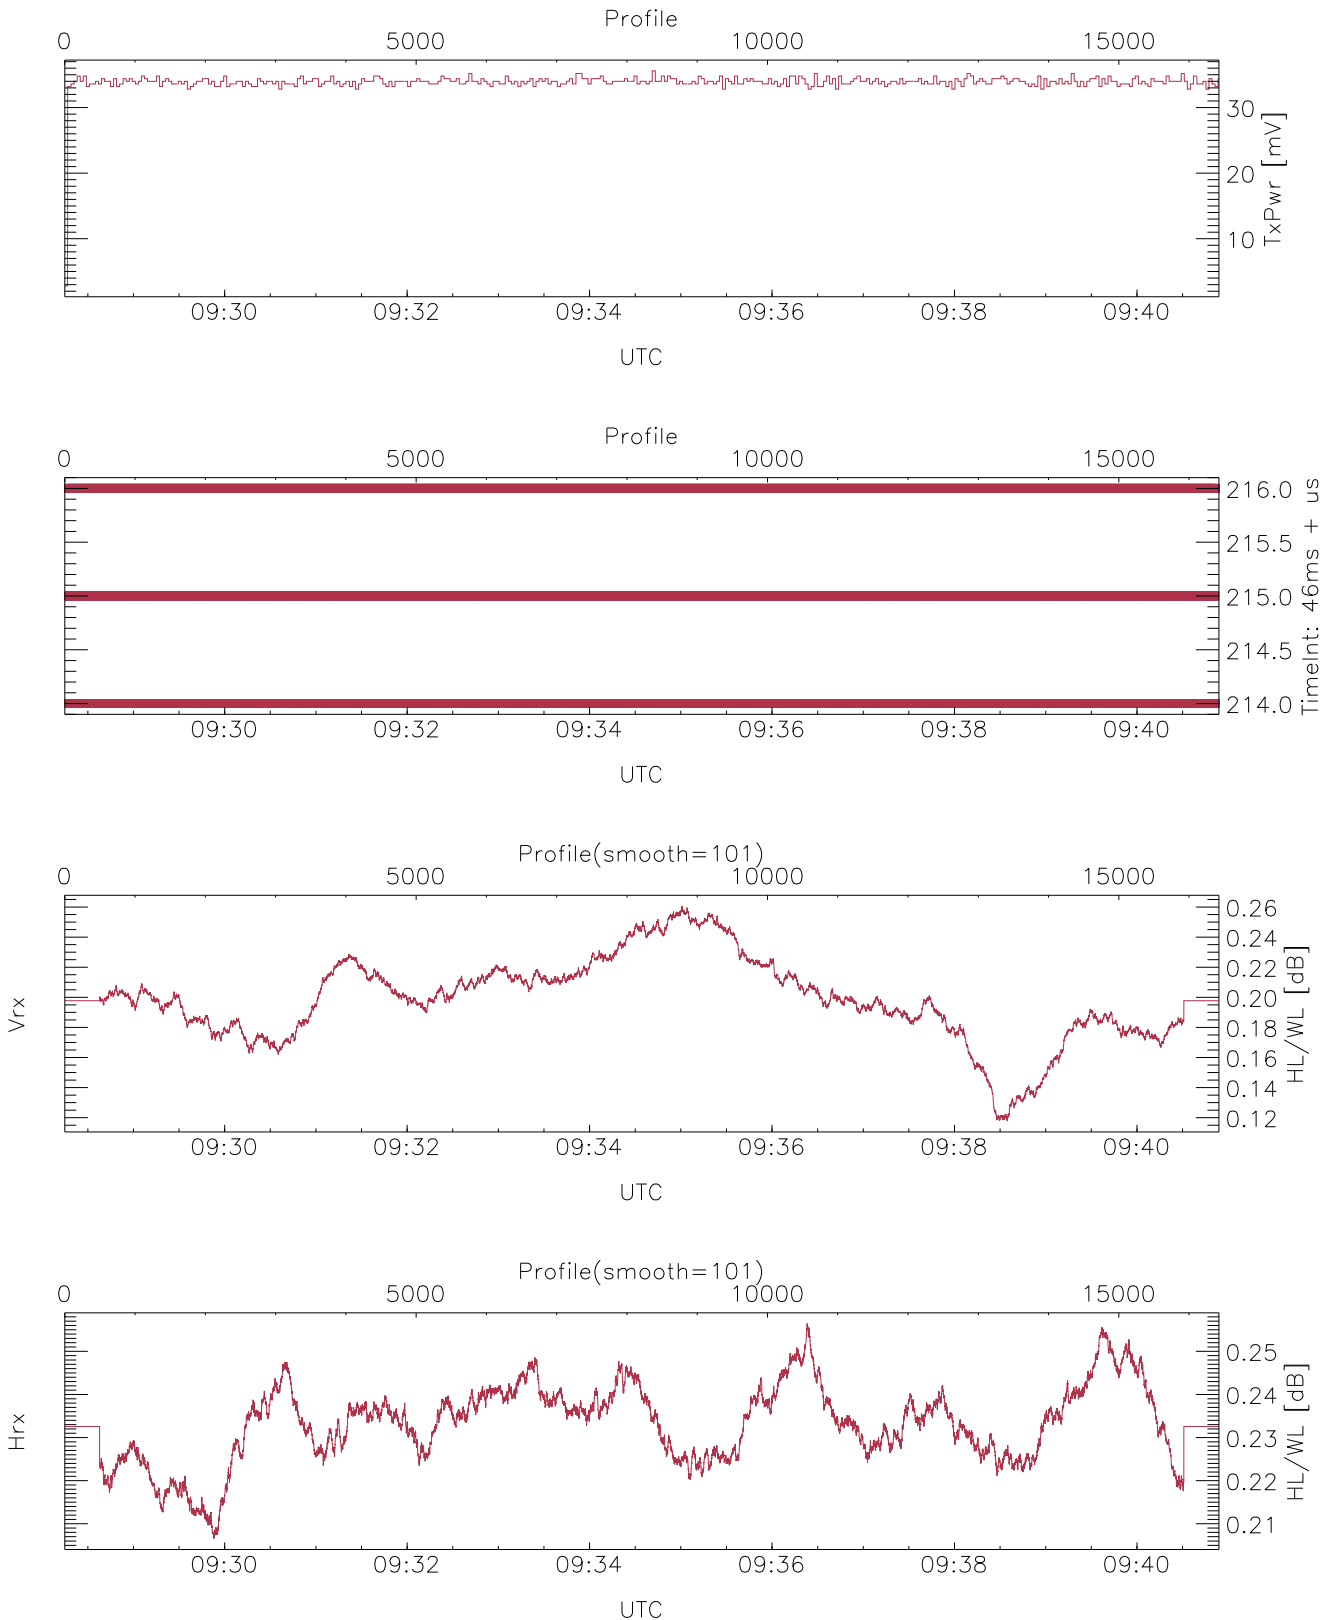 Profile
0 5000 10000 15000
30
20
10
TxPwr [mV]
09:30 09:32 09:34 09:36 09:38 09:40
UTC
Profile
0 5000 10000 15000
216.0
215.5
215.0
214.5
214.0
TimeInt: 46ms + us
09:30 09:32 09:34 09:36 09:38 09:40
UTC
Profile(smooth=101)
0 5000 10000 15000
Vrx
0.26
0.24
0.22
0.20
0.18
0.16
0.14
0.12
HL/WL [dB]
09:30 09:32 09:34 09:36 09:38 09:40
UTC
Profile(smooth=101)
0 5000 10000 15000
Hrx
0.25
0.24
0.23
0.22
0.21
HL/WL [dB]
09:30 09:32 09:34 09:36 09:38 09:40
UTC